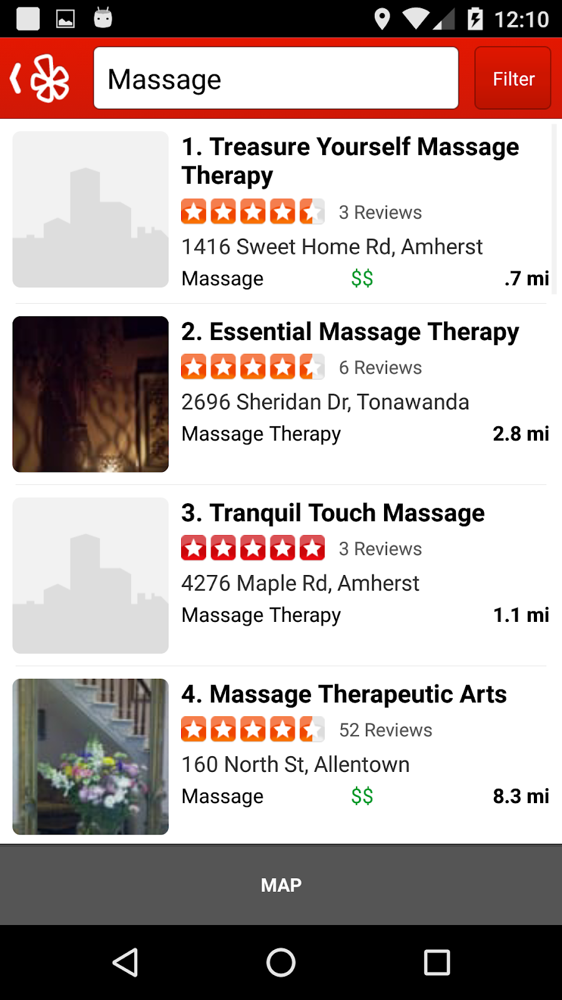 12:10
Massage
Filter
1. Treasure Yourself Massage
Therapy
3 Reviews
1416 Sweet Home Rd, Amherst
Massage $$ .7 mi
2. Essential Massage Therapy
6 Reviews
2696 Sheridan Dr, Tonawanda
Massage Therapy 2.8 mi
3. Tranquil Touch Massage
3 Reviews
4276 Maple Rd, Amherst
Massage Therapy 1.1 mi
4. Massage Therapeutic Arts
52 Reviews
160 North St, Allentown
Massage $$ 8.3 mi
MAP